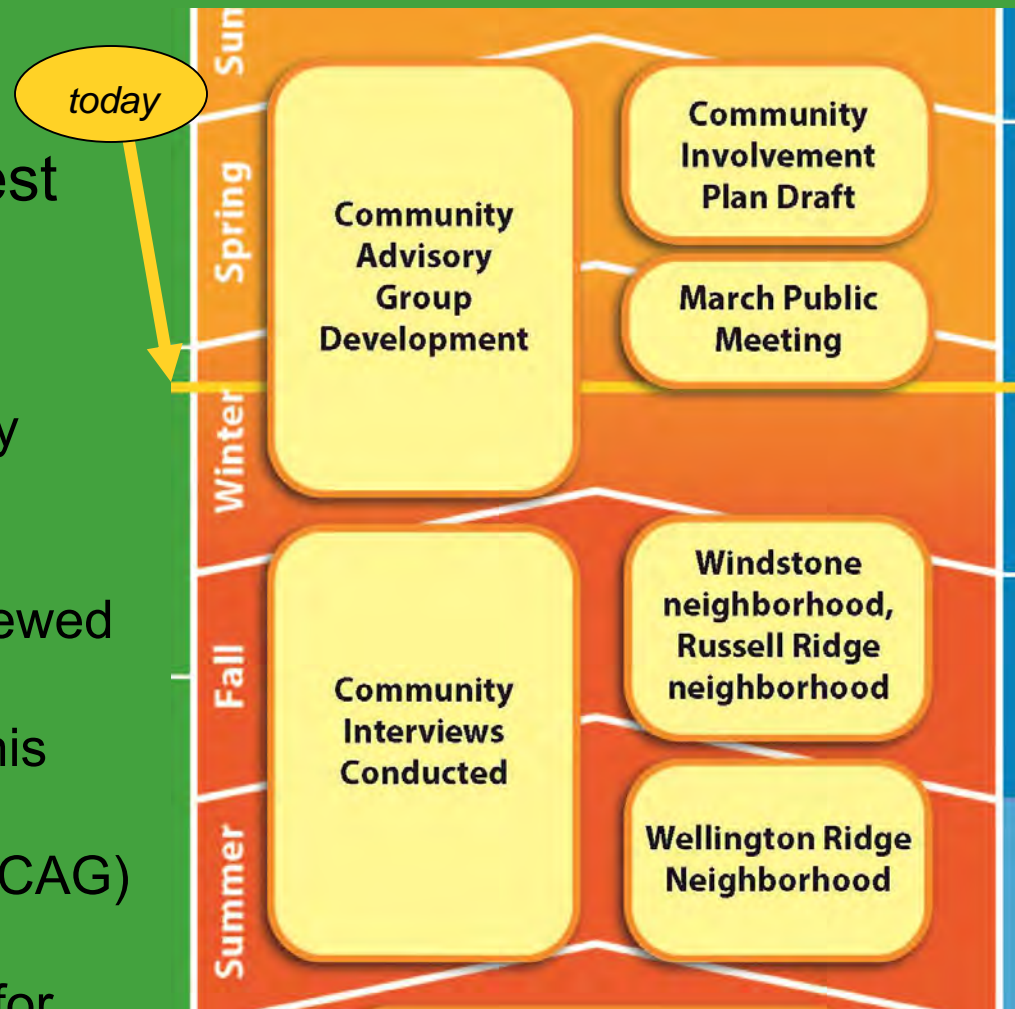 today
est
y
ewed
nis
CAG)
for
Sun
Spring
Winter
Fall
Summer
Community
Advisory
Group
Development
Community
Involvement
Plan Draft
March Public
Meeting
Community
Interviews
Conducted
Windstone
neighborhood,
Russell Ridge
neighborhood
Wellington Ridge
Neighborhood